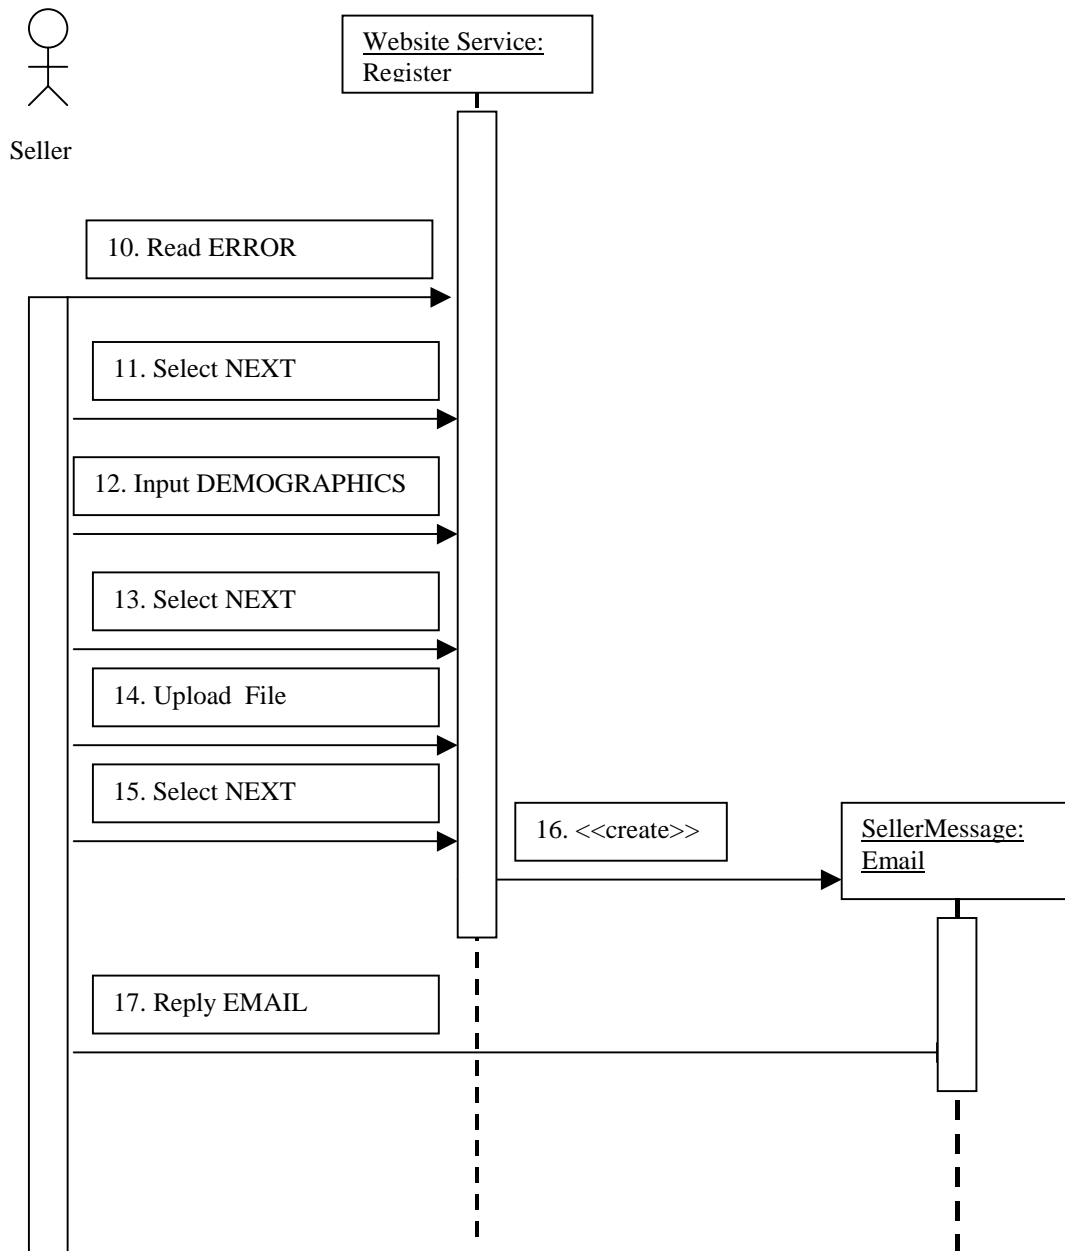 Website Service:
Register
Seller
10. Read ERROR
11. Select NEXT
12. Input DEMOGRAPHICS
13. Select NEXT
14. Upload  File
15. Select NEXT
16. <<create>>
SellerMessage:
Email
17. Reply EMAIL